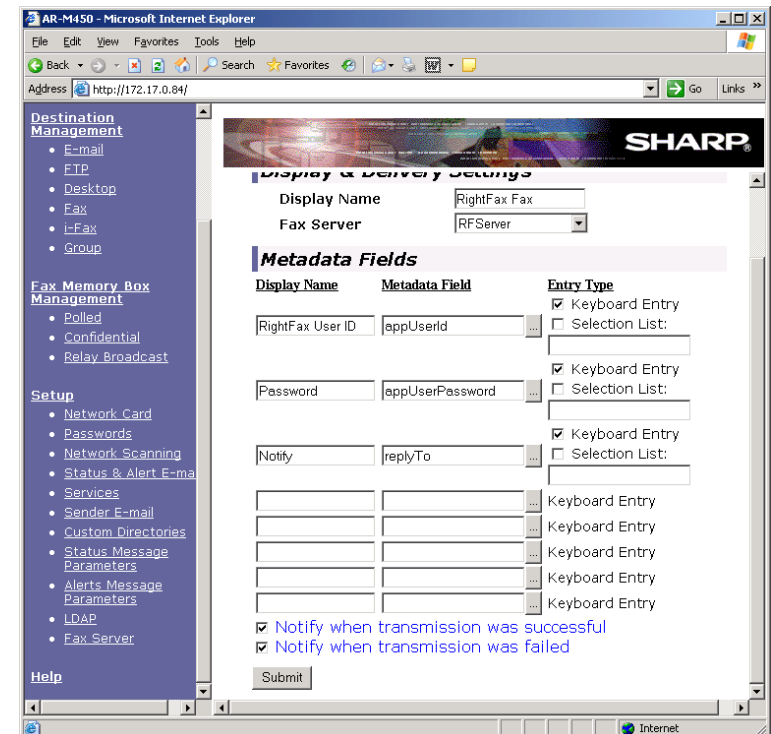 AR-M450 - Microsoft Internet Explorer
File Edit View Favorites Tools Help
Back Search Favorites
Address http://172.17.0.84/ Go Links »
Destination
Management
E-mail
FTP
Desktop
Fax
i-Fax
Group
Fax Memory Box
Management
Polled
Confidential
Relay Broadcast
Setup
Network Card
Passwords
Network Scanning
Status & Alert E-ma
Services
Sender E-mail
Custom Directories
Status Message
Parameters
Alerts Message
Parameters
LDAP
Fax Server
Help
SHARP®
Display & Delivery Settings
Display Name RightFax Fax
Fax Server RFServer
Metadata Fields
Display Name Metadata Field Entry Type
Keyboard Entry
RightFax User ID appUserId ... Selection List:
Keyboard Entry
Password appUserPassword ... Selection List:
Keyboard Entry
Notify replyTo ... Selection List:
... Keyboard Entry
... Keyboard Entry
... Keyboard Entry
... Keyboard Entry
... Keyboard Entry
Notify when transmission was successful
Notify when transmission was failed
Submit
Internet